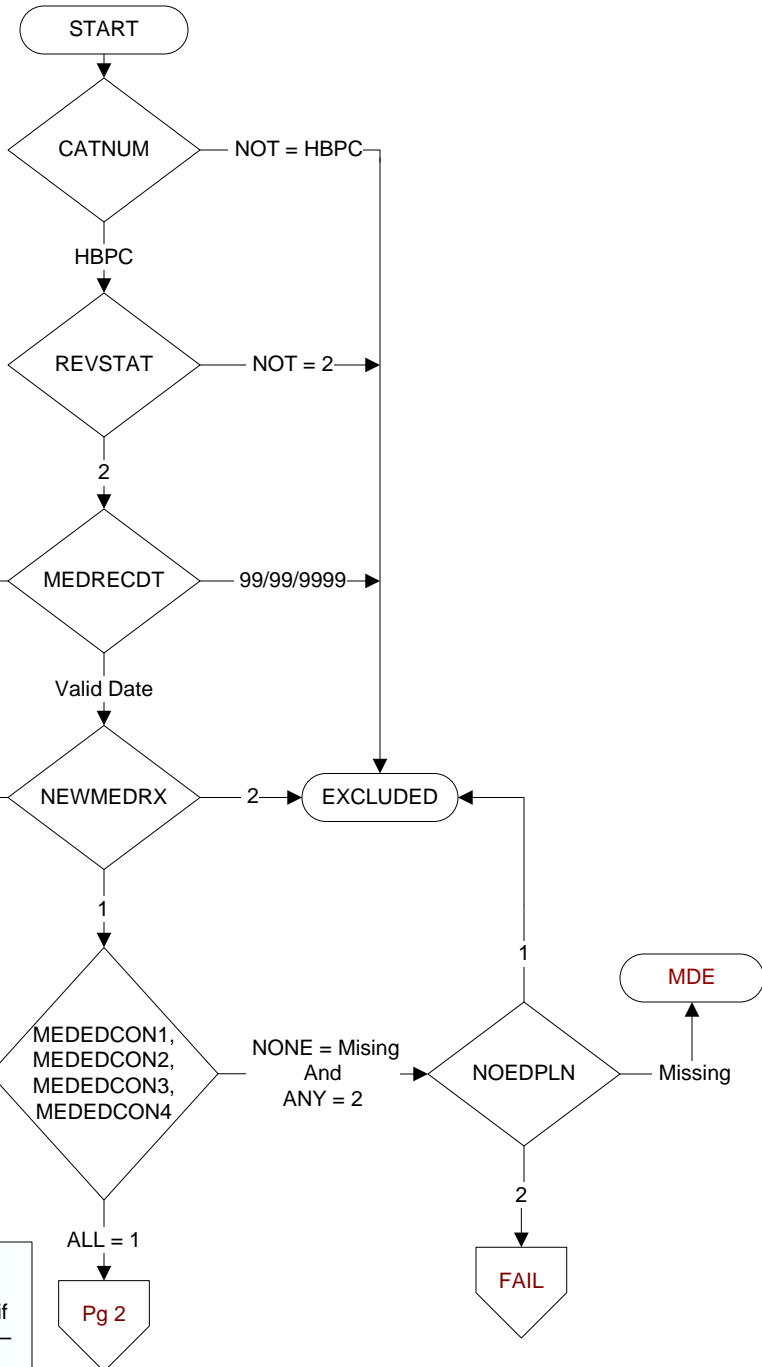 START
CATNUM
NOT = HBPC
HBPC
REVSTAT
NOT = 2
2
MEDRECDT
99/99/9999
Valid Date
NEWMEDRX
2
EXCLUDED
1
1
MDE
MEDEDCON1,
MEDEDCON2,
MEDEDCON3,
MEDEDCON4
NONE = Mising
And
ANY = 2
NOEDPLN
Missing
2
ALL = 1
FAIL
if
–
Pg 2